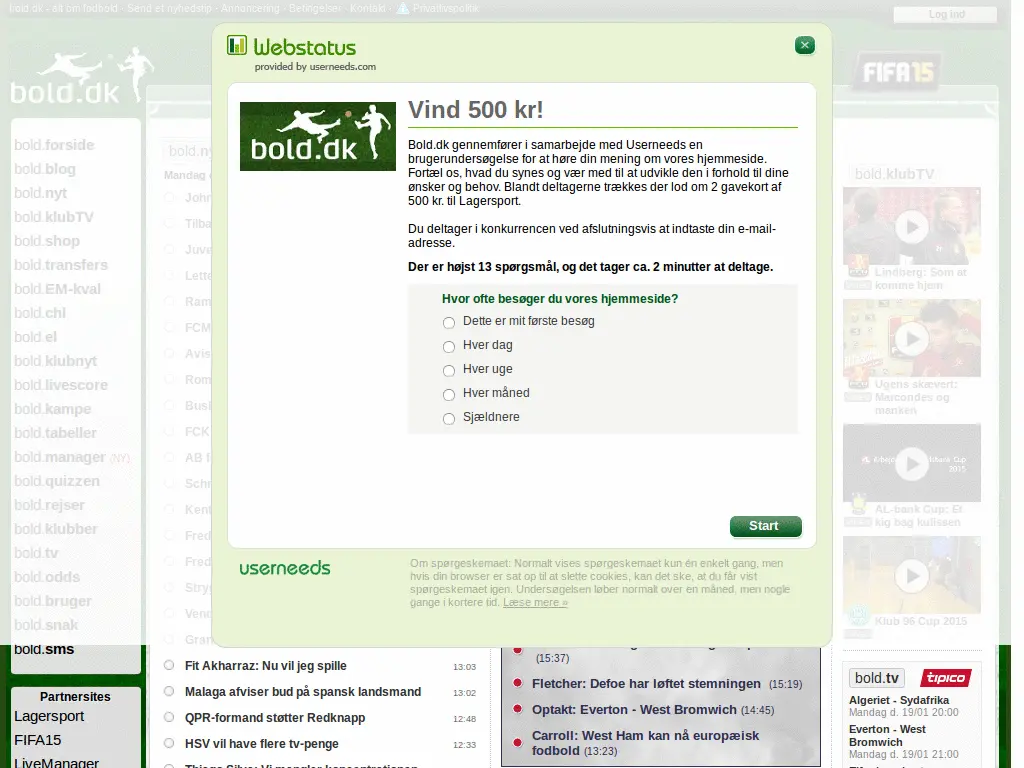 bold.dk - alt om fodbold - Send et nyhedstip - Annoncering - Betingelser - Kontakt - Privatlivspolitik
Log ind
bold.dk
FIFA 15
bold.forside
bold.blog
bold.nyt
bold.klubTV
bold.shop
bold.transfers
bold.EM-kval
bold.chl
bold.el
bold.klubnyt
bold.livescore
bold.kampe
bold.tabeller
bold.manager (NY)
bold.quizzen
bold.rejser
bold.klubber
bold.tv
bold.odds
bold.bruger
bold.snak
bold.sms
Partnersites
Lagersport
FIFA15
LiveManager
Webstatus
provided by userneeds.com
bold.dk
Vind 500 kr!
Bold.dk gennemfører i samarbejde med Userneeds en
brugerundersøgelse for at høre din mening om vores hjemmeside.
Fortæl os, hvad du synes og vær med til at udvikle den i forhold til dine
ønsker og behov. Blandt deltagerne trækkes der lod om 2 gavekort af
500 kr. til Lagersport.
Du deltager i konkurrencen ved afslutningsvis at indtaste din e-mail-
adresse.
Der er højst 13 spørgsmål, og det tager ca. 2 minutter at deltage.
Hvor ofte besøger du vores hjemmeside?
Dette er mit første besøg
Hver dag
Hver uge
Hver måned
Sjældnere
Start
userneeds
Om spørgeskemaet: Normalt vises spørgeskemaet kun én enkelt gang, men
hvis din browser er sat op til at slette cookies, kan det ske, at du får vist
spørgeskemaet igen. Undersøgelsen løber normalt over en måned, men nogle
gange i kortere tid. Læse mere »
Fit Akharraz: Nu vil jeg spille 13:03
Malaga afviser bud på spansk landsmand 13:02
QPR-formand støtter Redknapp 12:48
HSV vil have flere tv-penge 12:33
(15:37)
Fletcher: Defoe har løftet stemningen (15:19)
Optakt: Everton - West Bromwich (14:45)
Carroll: West Ham kan nå europæisk
fodbold (13:23)
bold.klubTV
Lindberg: Som at
komme hjem
Ugens skævert:
Marcondes og
manken
AL-bank Cup: Et
kig bag kulissen
Klub 96 Cup 2015
bold.tv
tipico
Algeriet - Sydafrika
Mandag d. 19/01 20:00
Everton - West
Bromwich
Mandag d. 19/01 21:00